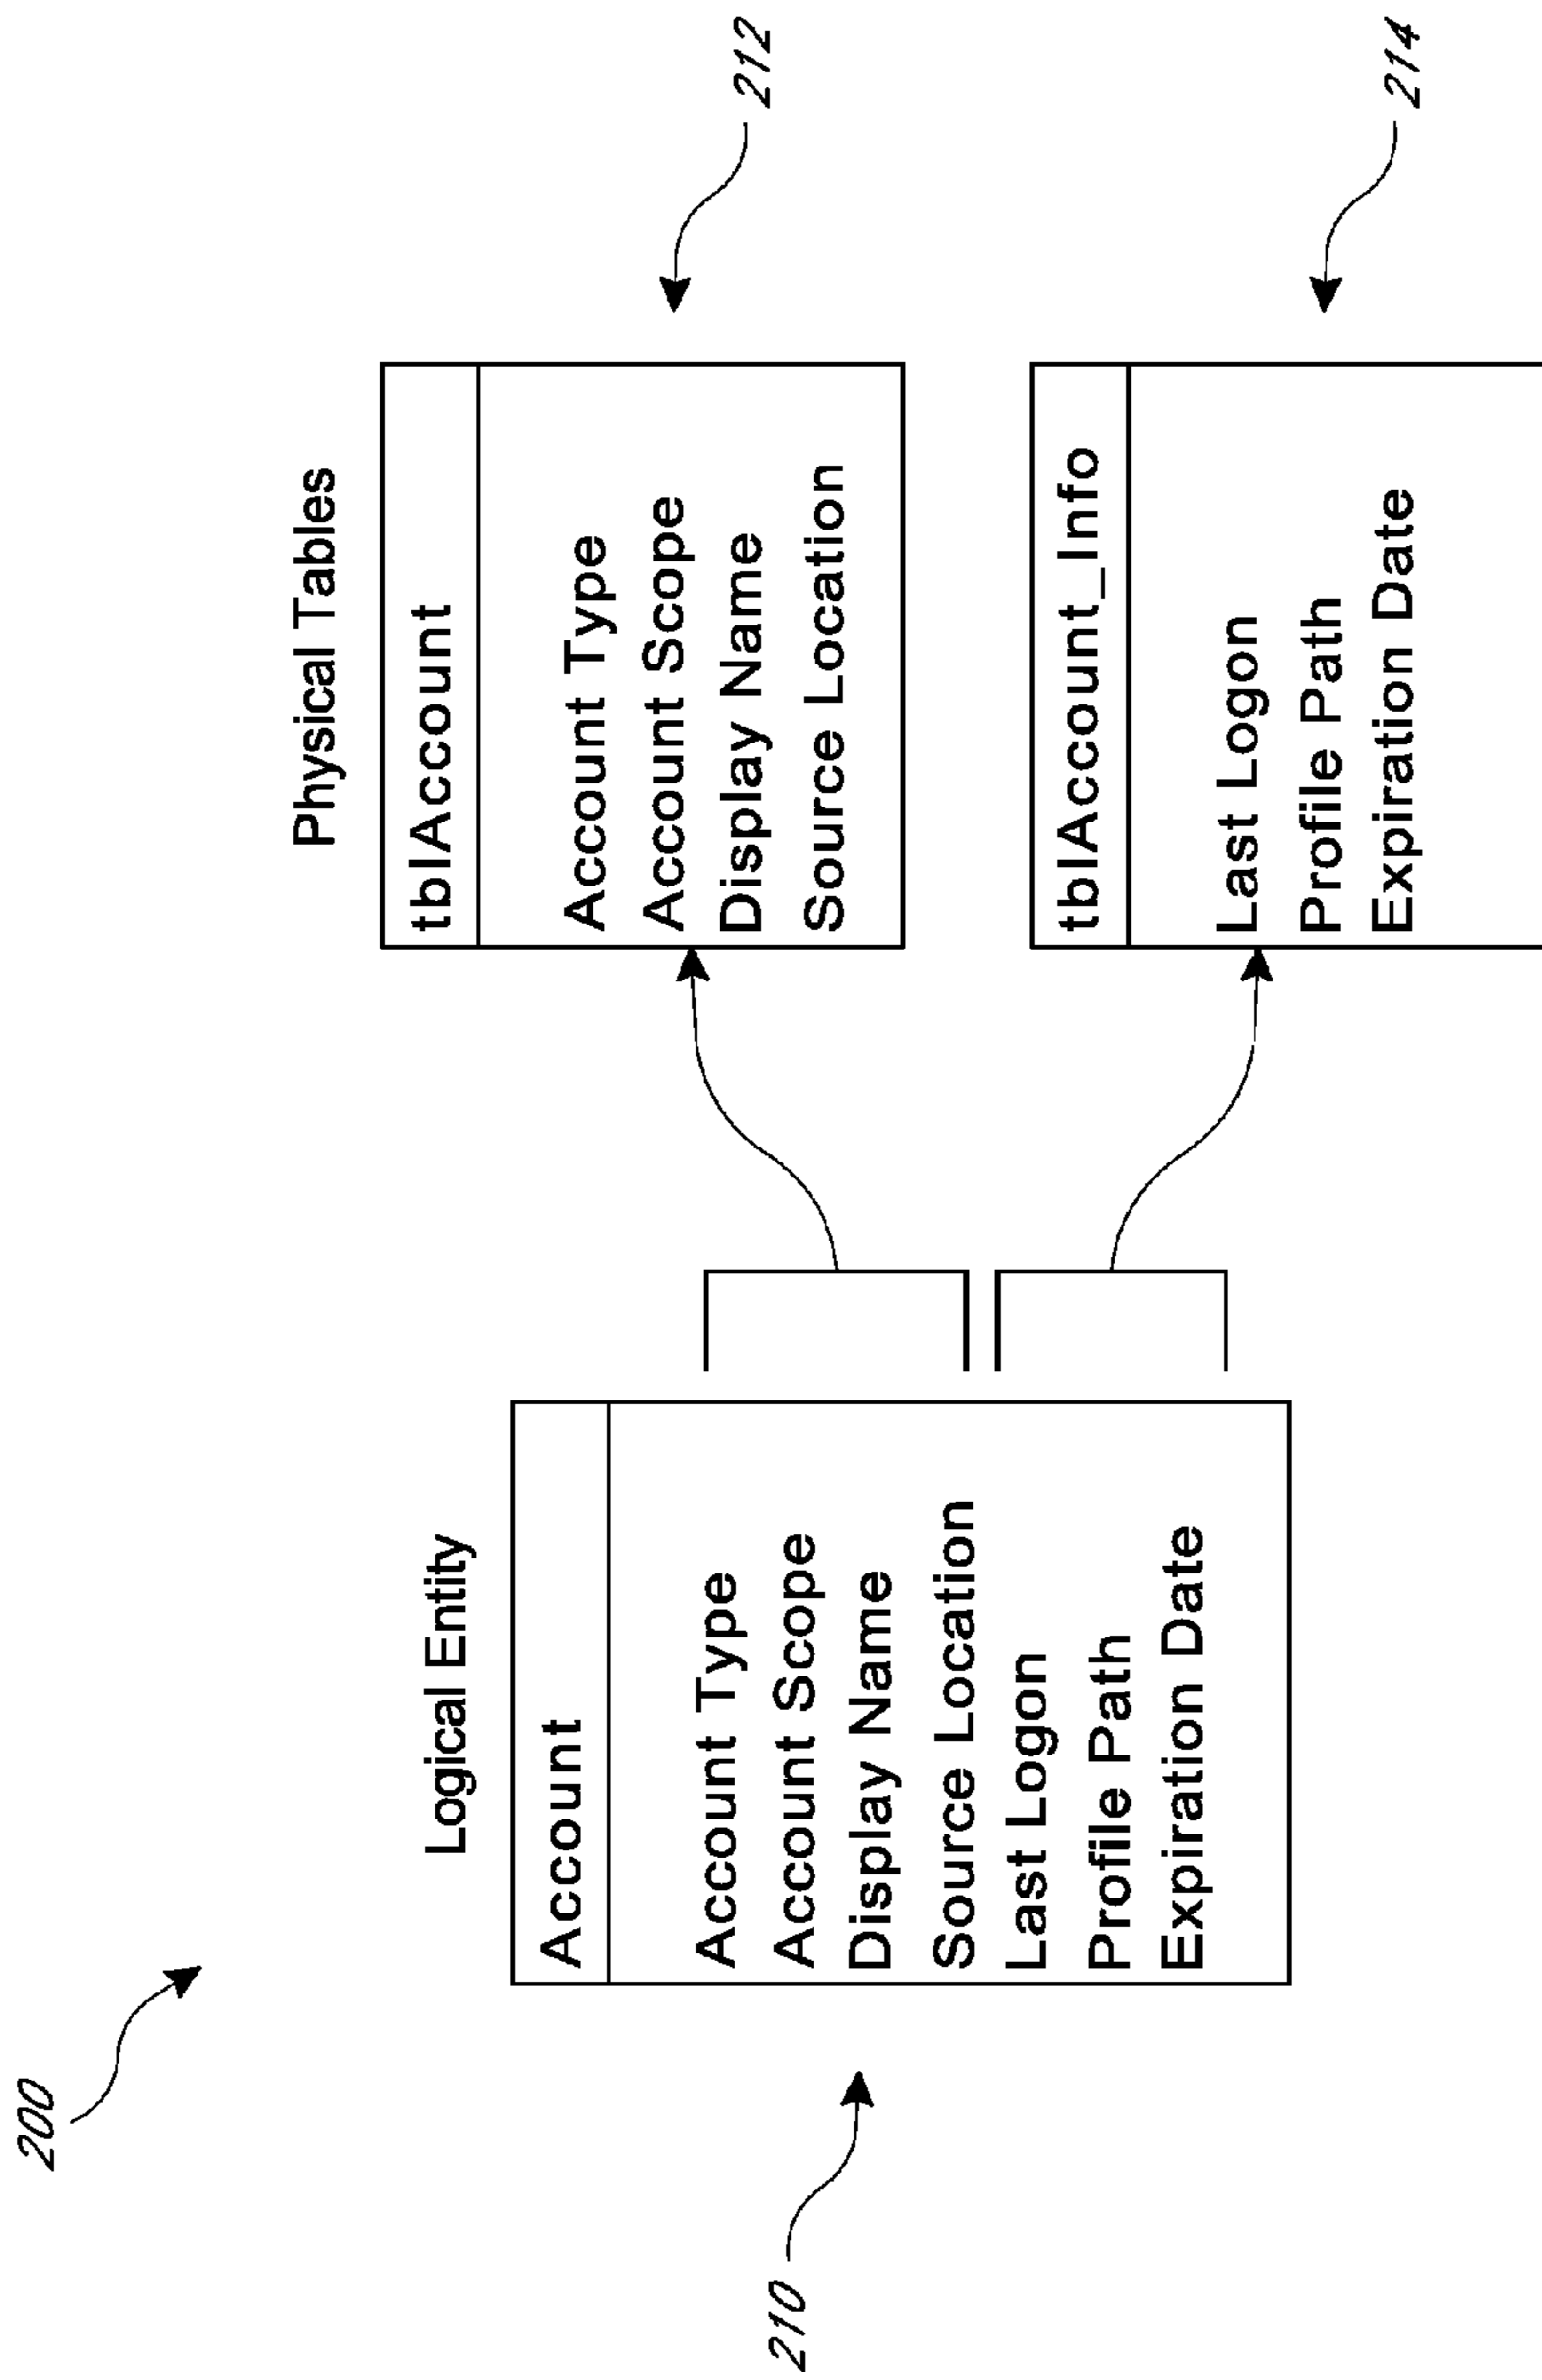 200
Logical Entity
Account
Account Type
Account Scope
Display Name
Source Location
Last Logon
Profile Path
Expiration Date
210
Physical Tables
tblAccount
Account Type
Account Scope
Display Name
Source Location
212
tblAccount_Info
Last Logon
Profile Path
Expiration Date
214